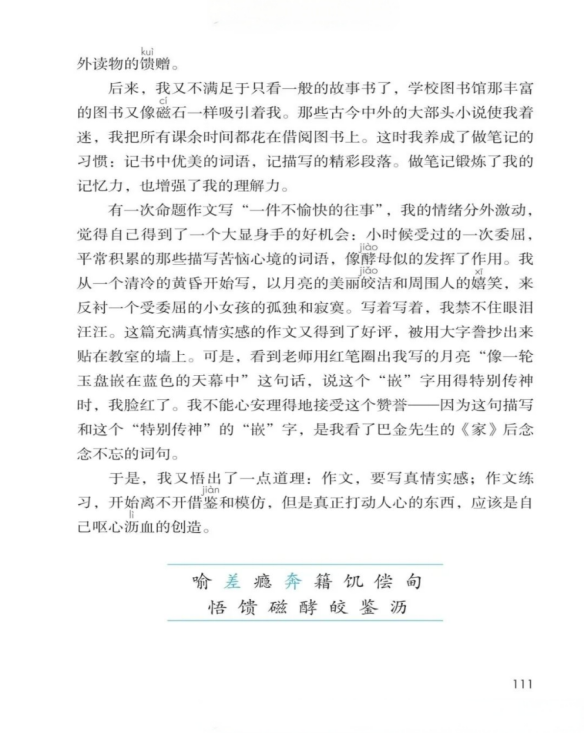 kuì
外读物的馈赠。
后来，我又不满足于只看一般的故事书了，学校图书馆那丰富
cí
的图书又像磁石一样吸引着我。那些古今中外的大部头小说使我着
迷，我把所有课余时间都花在借阅图书上。这时我养成了做笔记的
习惯：记书中优美的词语，记描写的精彩段落。做笔记锻炼了我的
记忆力，也增强了我的理解力。
有一次命题作文写“一件不愉快的往事”，我的情绪分外激动，
觉得自己得到了一个大显身手的好机会：小时候受过的一次委屈，
jiào
平常积累的那些描写苦恼心境的词语，像酵母似的发挥了作用。我
jiǎo xī
从一个清冷的黄昏开始写，以月亮的美丽皎洁和周围人的嬉笑，来
反衬一个受委屈的小女孩的孤独和寂寞。写着写着，我禁不住眼泪
汪汪。这篇充满真情实感的作文又得到了好评，被用大字誊抄出来
贴在教室的墙上。可是，看到老师用红笔圈出我写的月亮“像一轮
玉盘嵌在蓝色的天幕中”这句话，说这个“嵌”字用得特别传神
时，我脸红了。我不能心安理得地接受这个赞誉——因为这句描写
和这个“特别传神”的“嵌”字，是我看了巴金先生的《家》后念
念不忘的词句。
于是，我又悟出了一点道理：作文，要写真情实感；作文练
jiàn
习，开始离不开借鉴和模仿，但是真正打动人心的东西，应该是自
lì
己呕心沥血的创造。
喻 差 瘾 奔 籍 饥 偿 甸
悟 馈 磁 酵 皎 鉴 沥
111